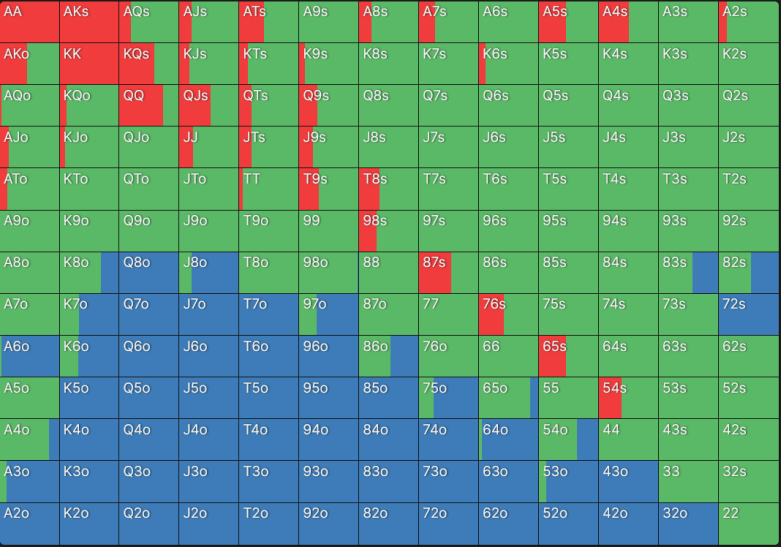 AA AKs AQs AJs ATs A9s A8s A7s A6s A5s A4s A3s A2s
AKo KK KQs KJs KTs K9s K8s K7s K6s K5s K4s K3s K2s
AQo KQo QQ QJs QTs Q9s Q8s Q7s Q6s Q5s Q4s Q3s Q2s
AJo KJo QJo JJ JTs J9s J8s J7s J6s J5s J4s J3s J2s
ATo KTo QTo JTo TT T9s T8s T7s T6s T5s T4s T3s T2s
A9o K9o Q9o J9o T9o 99 98s 97s 96s 95s 94s 93s 92s
A8o K8o Q8o J8o T8o 98o 88 87s 86s 85s 84s 83s 82s
A7o K7o Q7o J7o T7o 97o 87o 77 76s 75s 74s 73s 72s
A6o K6o Q6o J6o T6o 96o 86o 76o 66 65s 64s 63s 62s
A5o K5o Q5o J5o T5o 95o 85o 75o 65o 55 54s 53s 52s
A4o K4o Q4o J4o T4o 94o 84o 74o 64o 54o 44 43s 42s
A3o K3o Q3o J3o T3o 93o 83o 73o 63o 53o 43o 33 32s
A2o K2o Q2o J2o T2o 92o 82o 72o 62o 52o 42o 32o 22